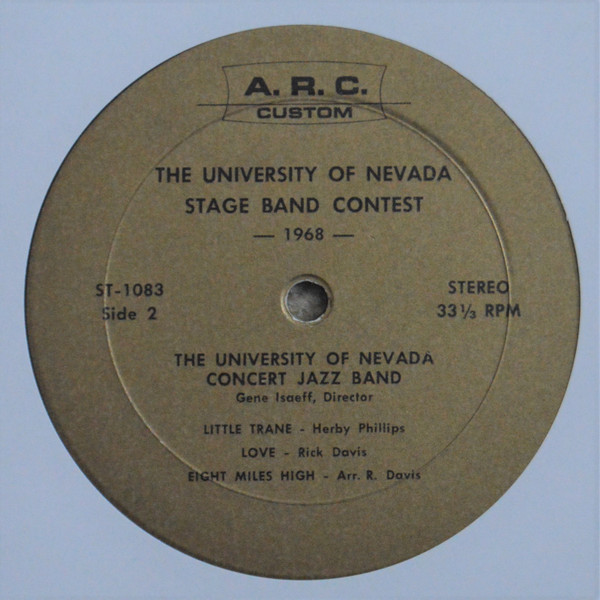 A. R. C.
CUSTOM
THE UNIVERSITY OF NEVADA
STAGE BAND CONTEST
— 1968 —
ST-1083
Side 2
STEREO
33 1/3 RPM
THE UNIVERSITY OF NEVADA
CONCERT JAZZ BAND
Gene Isaeff, Director
LITTLE TRANE - Herby Phillips
LOVE - Rick Davis
EIGHT MILES HIGH - Arr. R. Davis